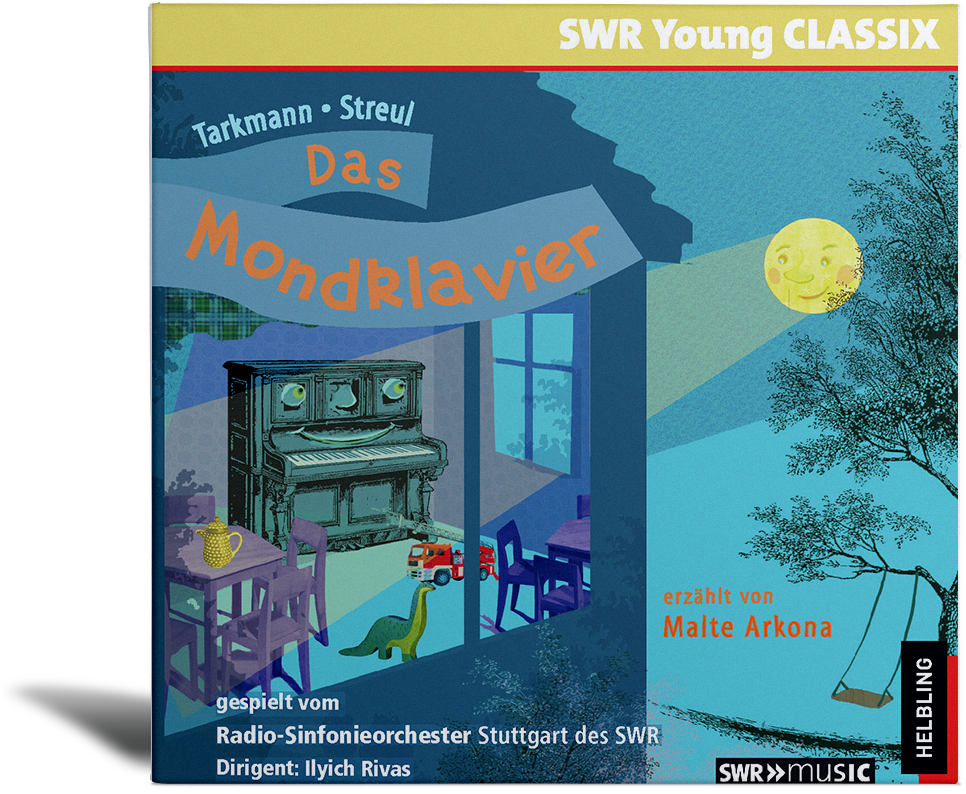 SWR Young CLASSIX
Tarkmann • Streul
Das
Mondklavier
erzählt von
Malte Arkona
gespielt vom
Radio-Sinfonieorchester Stuttgart des SWR
Dirigent: Ilyich Rivas
SWR>>musIC
HELBLING